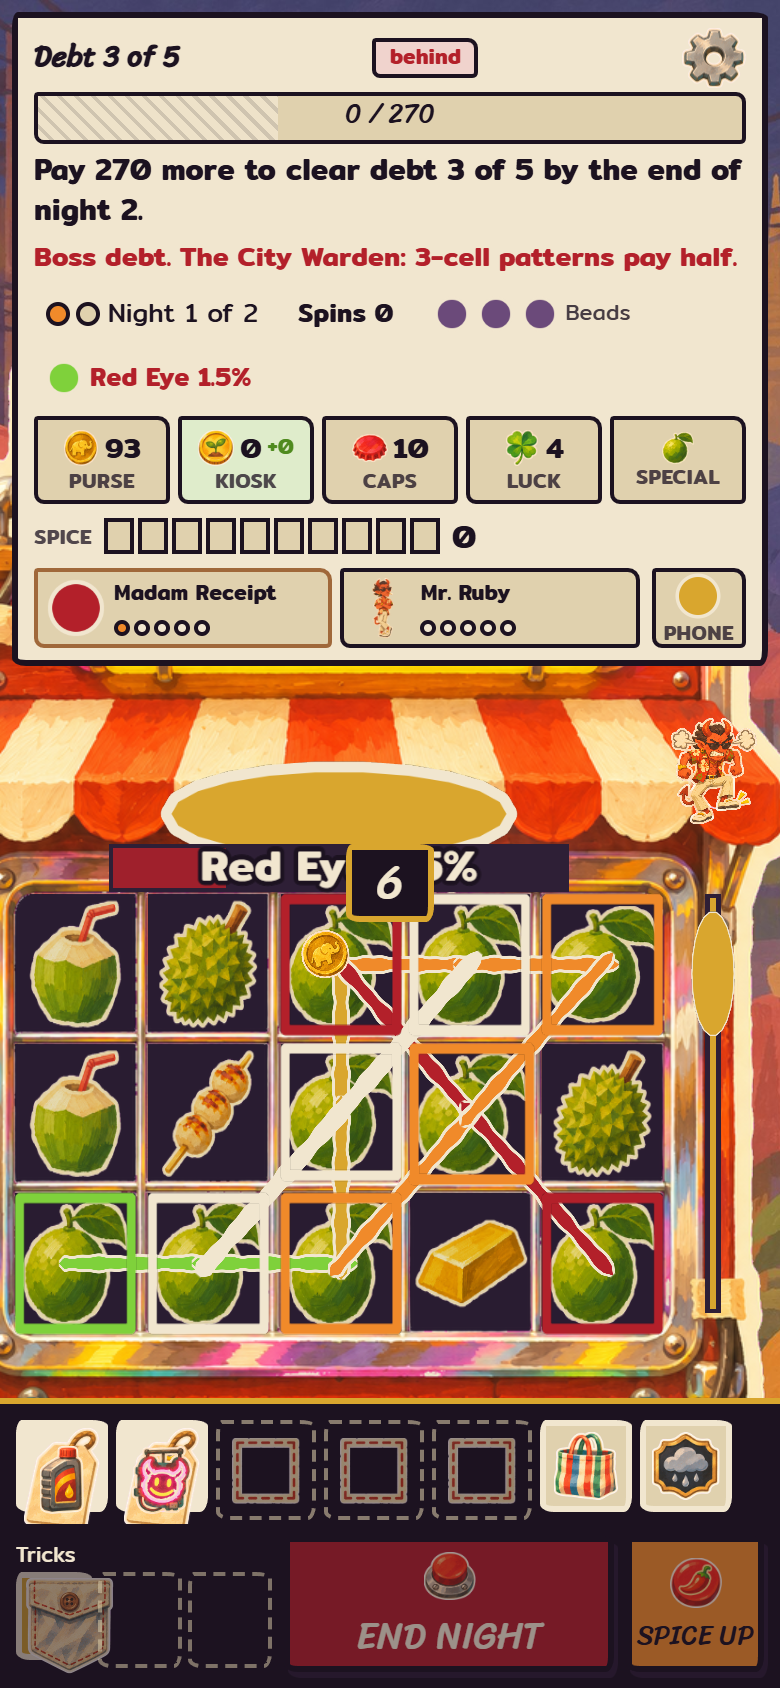 Debt 3 of 5
behind
0 / 270
Pay 270 more to clear debt 3 of 5 by the end of
night 2.
Boss debt. The City Warden: 3-cell patterns pay half.
Night 1 of 2
Spins 0
Beads
Red Eye 1.5%
93
PURSE
0 +0
KIOSK
10
CAPS
4
LUCK
SPECIAL
SPICE
0
Madam Receipt
Mr. Ruby
PHONE
Red Ey
5%
6
Tricks
END NIGHT
SPICE UP